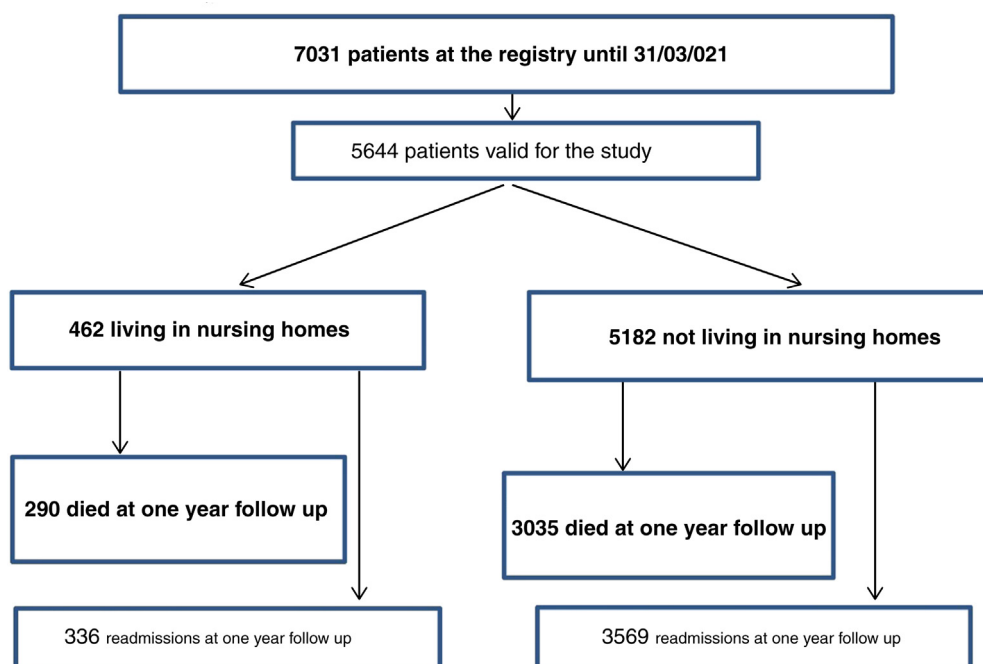 7031 patients at the registry until 31/03/021
5644 patients valid for the study
462 living in nursing homes
5182 not living in nursing homes
290 died at one year follow up
3035 died at one year follow up
336 readmissions at one year follow up
3569 readmissions at one year follow up